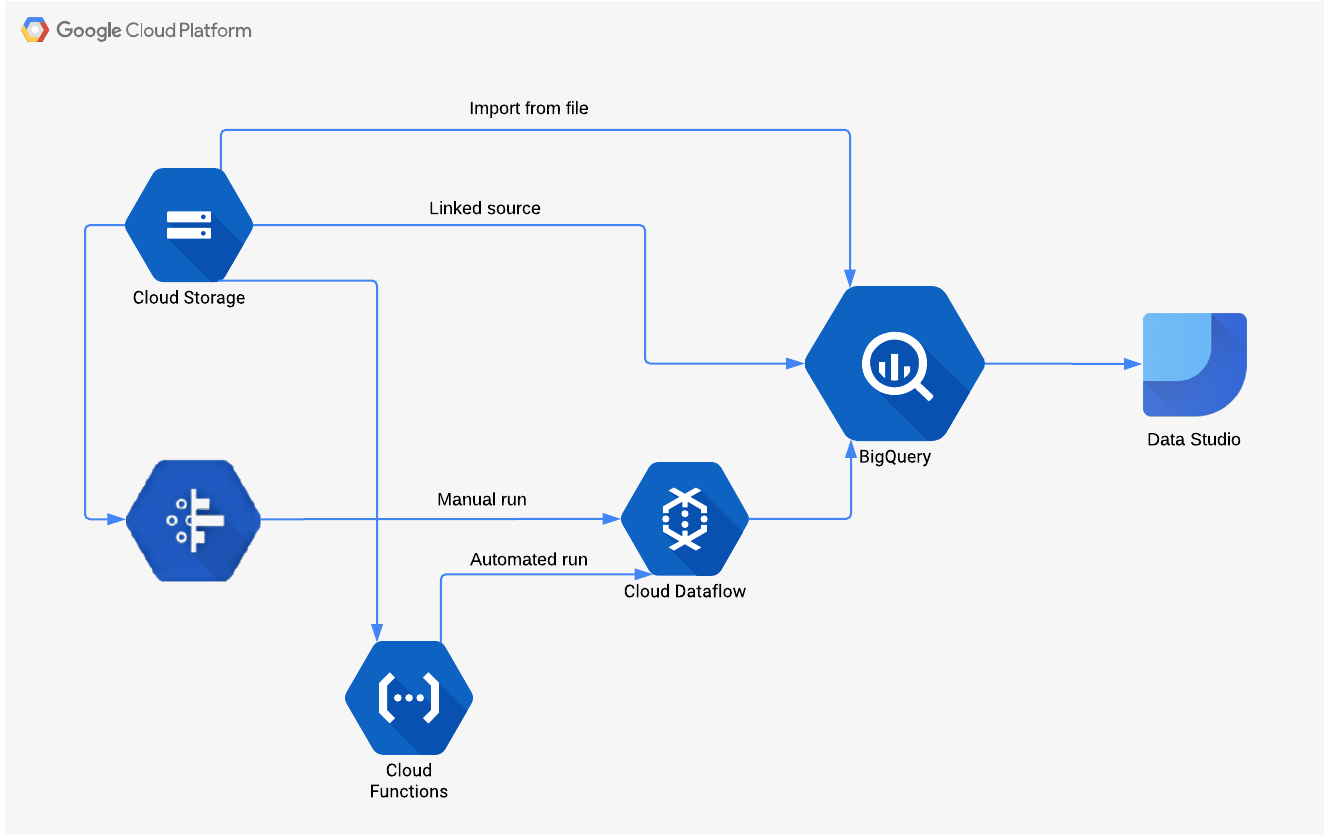 Google Cloud Platform
Import from file
Linked source
Cloud Storage
Data Studio
BigQuery
Manual run
Automated run
Cloud Dataflow
Cloud
Functions